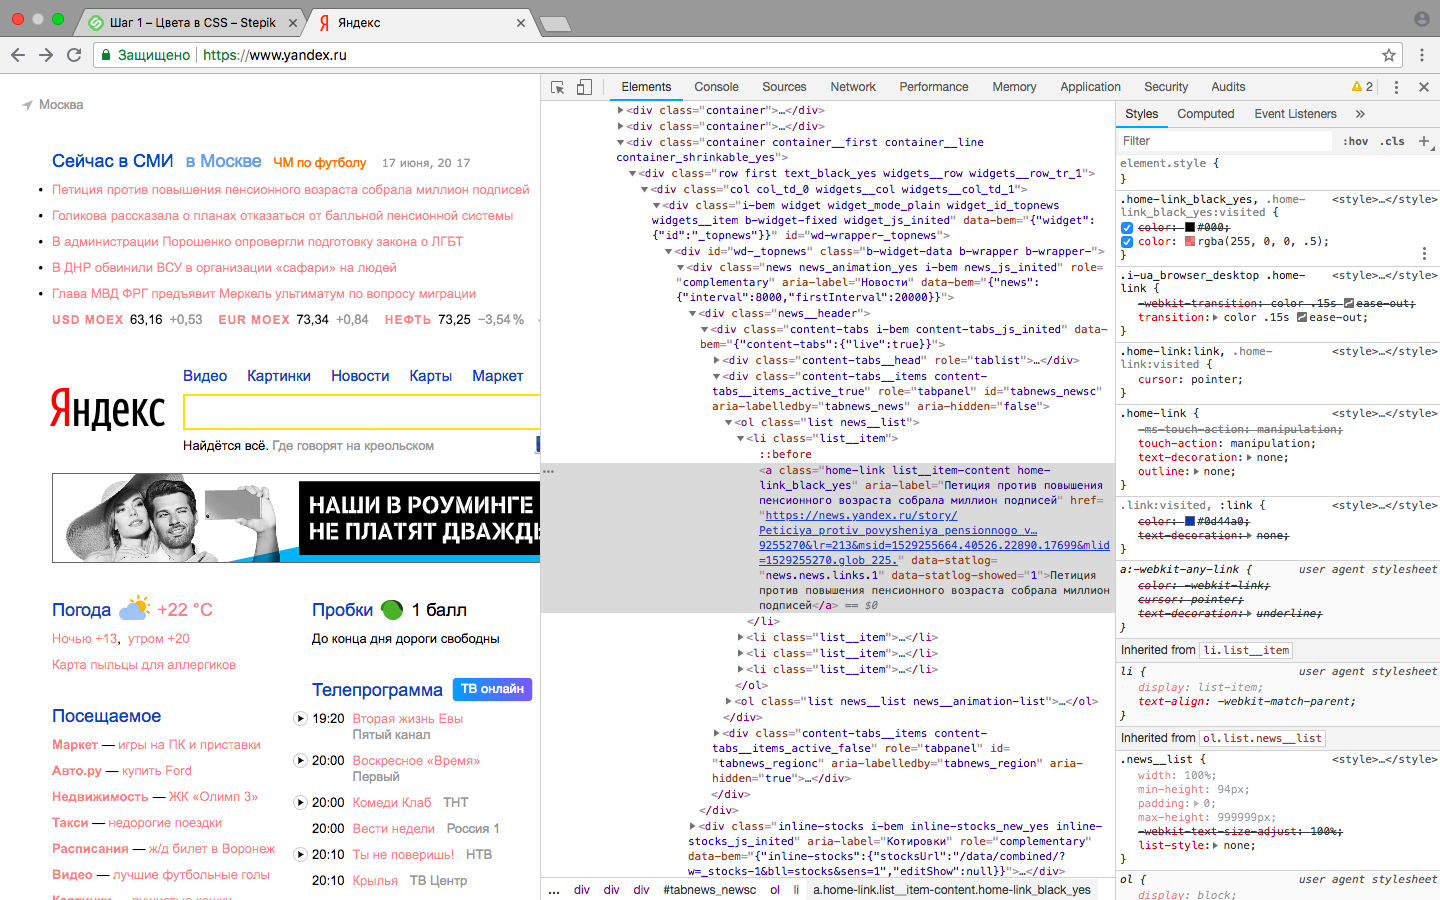 Шаг 1 – Цвета в CSS – Stepik
Яндекс
Защищено
https://www.yandex.ru
Москва
Сейчас в СМИ в Москве ЧМ по футболу 17 июня, 20 17
Петиция против повышения пенсионного возраста собрала миллион подписей
Голикова рассказала о планах отказаться от балльной пенсионной системы
В администрации Порошенко опровергли подготовку закона о ЛГБТ
В ДНР обвинили ВСУ в организации «сафари» на людей
Глава МВД ФРГ предъявит Меркель ультиматум по вопросу миграции
USD MOEX 63,16 +0,53 EUR MOEX 73,34 +0,84 НЕФТЬ 73,25 −3,54 %
Видео Картинки Новости Карты Маркет
Яндекс
Найдётся всё. Где говорят на креольском
НАШИ В РОУМИНГЕ
НЕ ПЛАТЯТ ДВАЖДЫ
Погода +22 °C
Ночью +13, утром +20
Карта пыльцы для аллергиков
Пробки 1 балл
До конца дня дороги свободны
Посещаемое
Маркет — игры на ПК и приставки
Авто.ру — купить Ford
Недвижимость — ЖК «Олимп 3»
Такси — недорогие поездки
Расписания — ж/д билет в Воронеж
Видео — лучшие футбольные голы
Телепрограмма ТВ онлайн
19:20 Вторая жизнь Евы
Пятый канал
20:00 Воскресное «Время»
Первый
20:00 Комеди Клаб ТНТ
20:00 Вести недели Россия 1
20:10 Ты не поверишь! НТВ
20:10 Крылья ТВ Центр
Elements Console Sources Network Performance Memory Application Security Audits 2
<div class="container">…</div>
<div class="container">…</div>
<div class="container container__first container__line
container_shrinkable_yes">
<div class="row first text_black_yes widgets__row widgets__row_tr_1">
<div class="col col_td_0 widgets__col widgets__col_td_1">
<div class="i-bem widget widget_mode_plain widget_id_topnews
widgets__item b-widget-fixed widget_js_inited" data-bem="{"widget":
{"id":"_topnews"}}" id="wd-wrapper-_topnews">
<div id="wd-_topnews" class="b-widget-data b-wrapper b-wrapper-">
<div class="news news_animation_yes i-bem news_js_inited" role=
"complementary" aria-label="Новости" data-bem="{"news":
{"interval":8000,"firstInterval":20000}}">
<div class="news__header">
<div class="content-tabs i-bem content-tabs_js_inited" data-
bem="{"content-tabs":{"live":true}}">
<div class="content-tabs__head" role="tablist">…</div>
<div class="content-tabs__items content-
tabs__items_active_true" role="tabpanel" id="tabnews_newsc"
aria-labelledby="tabnews_news" aria-hidden="false">
<ol class="list news__list">
<li class="list__item">
::before
<a class="home-link list__item-content home-
link_black_yes" aria-label="Петиция против повышения
пенсионного возраста собрала миллион подписей" href=
"https://news.yandex.ru/story/
Peticiya_protiv_povysheniya_pensionnogo_v…
9255270&lr=213&msid=1529255664.40526.22890.17699&mlid
=1529255270.glob_225." data-statlog=
"news.news.links.1" data-statlog-showed="1">Петиция
против повышения пенсионного возраста собрала миллион
подписей</a> == $0
</li>
<li class="list__item">…</li>
<li class="list__item">…</li>
<li class="list__item">…</li>
</ol>
<ol class="list news__list news__animation-list">…</ol>
</div>
<div class="content-tabs__items content-
tabs__items_active_false" role="tabpanel" id=
"tabnews_regionc" aria-labelledby="tabnews_region" aria-
hidden="true">…</div>
</div>
</div>
<div class="inline-stocks i-bem inline-stocks_new_yes inline-
stocks_js_inited" aria-label="Котировки" role="complementary"
data-bem="{"inline-stocks":{"stocksUrl":"/data/combined/?
w=_stocks-1&bll=stocks&sens=1","editShow":null}}">…</div>
… div div div #tabnews_newsc ol li a.home-link.list__item-content.home-link_black_yes
Styles Computed Event Listeners »
Filter :hov .cls +
element.style {
}
.home-link_black_yes, .home- <style>…</style>
link_black_yes:visited {
color: #000;
color: rgba(255, 0, 0, .5);
}
.i-ua_browser_desktop .home- <style>…</style>
link {
-webkit-transition: color .15s ease-out;
transition: color .15s ease-out;
}
.home-link:link, .home- <style>…</style>
link:visited {
cursor: pointer;
}
.home-link { <style>…</style>
-ms-touch-action: manipulation;
touch-action: manipulation;
text-decoration: none;
outline: none;
}
.link:visited, :link { <style>…</style>
color: #0d44a0;
text-decoration: none;
}
a:-webkit-any-link { user agent stylesheet
color: -webkit-link;
cursor: pointer;
text-decoration: underline;
}
Inherited from li.list__item
li { user agent stylesheet
display: list-item;
text-align: -webkit-match-parent;
}
Inherited from ol.list.news__list
.news__list { <style>…</style>
width: 100%;
min-height: 94px;
padding: 0;
max-height: 999999px;
-webkit-text-size-adjust: 100%;
list-style: none;
}
ol { user agent stylesheet
display: block;